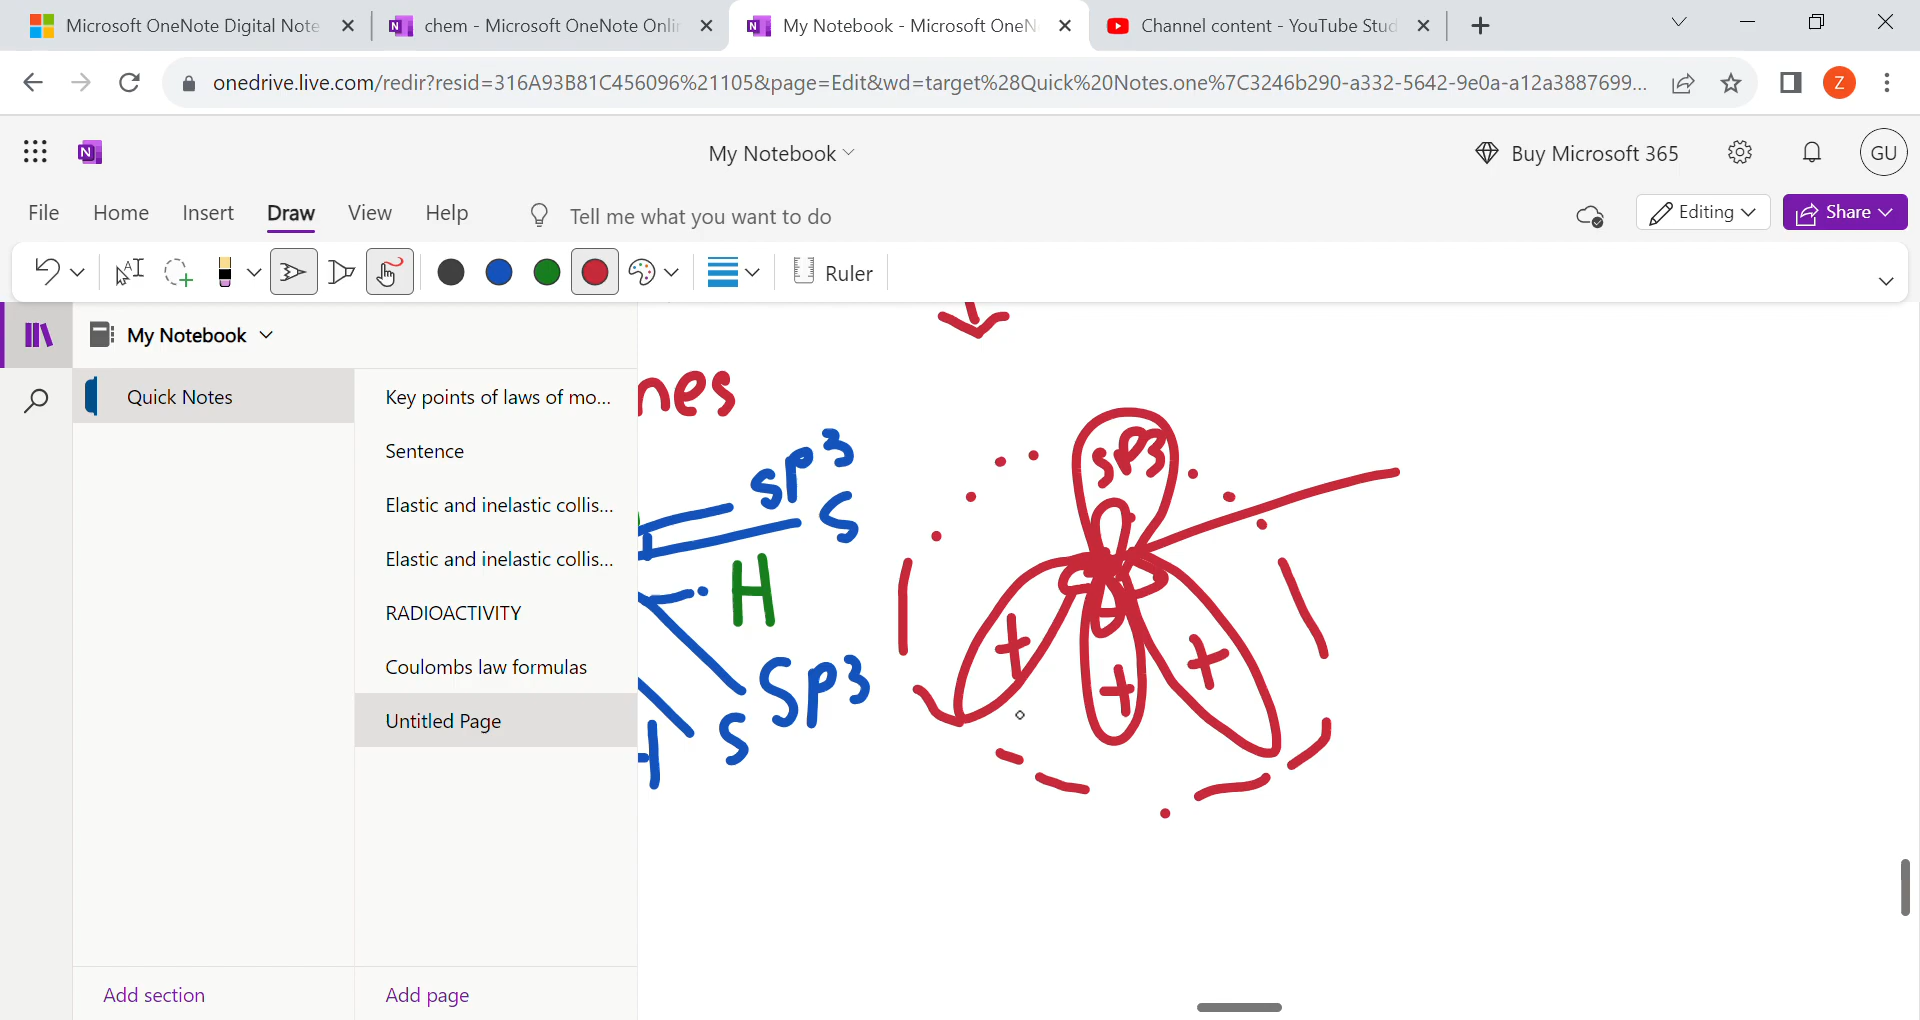 Microsoft OneNote Digital Note
chem - Microsoft OneNote Onli
My Notebook - Microsoft OneN
Channel content - YouTube Stud
onedrive.live.com/redir?resid=316A93B81C456096%21105&page=Edit&wd=target%28Quick%20Notes.one%7C3246b290-a332-5642-9e0a-a12a3887699...
Z
N
My Notebook
Buy Microsoft 365
GU
File Home Insert Draw View Help
Tell me what you want to do
Editing
Share
Ruler
My Notebook
Quick Notes
Key points of laws of mo...
Sentence
Elastic and inelastic collis...
Elastic and inelastic collis...
RADIOACTIVITY
Coulombs law formulas
Untitled Page
Add section
Add page
nes
sp3
s
H
Sp3
s
sp3
+
+
+